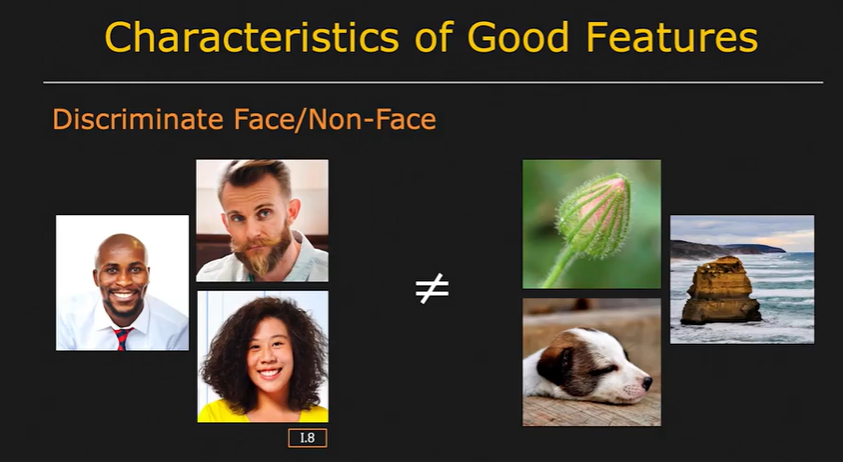 Characteristics of Good Features
Discriminate Face/Non-Face
≠
I.8